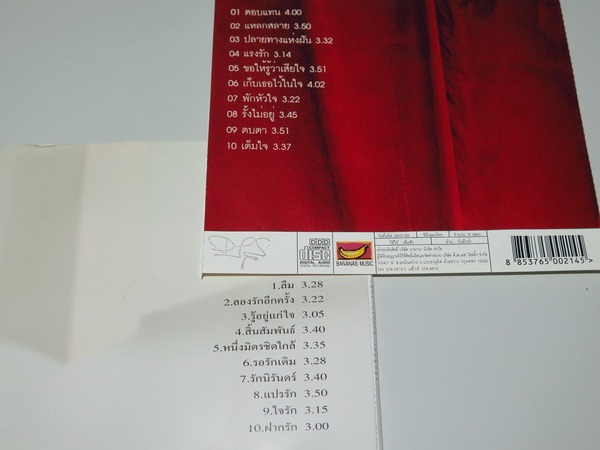 01 ตอบแทน 4.00
02 แหลกสลาย 3.50
03 ปลายทางแห่งฝัน 3.32
04 แรงรัก 3.14
05 ขอให้รู้ว่าเสียใจ 3.51
06 เก็บเธอไว้ในใจ 4.02
07 พักหัวใจ 3.22
08 รั้งไม่อยู่ 3.45
09 ตบตา 3.51
10 เต็มใจ 3.37
DDD
COMPACT
disc
DIGITAL AUDIO
DIGITAL RECORDING
BANANAS MUSIC
8 853765 002145 >
1.ลืม 3.28
2.ลองรักอีกครั้ง 3.22
3.รู้อยู่แก่ใจ 3.05
4.สิ้นสัมพันธ์ 3.40
5.หนึ่งมิตรชิดใกล้ 3.35
6.รอรักเดิม 3.28
7.รักนิรันดร์ 3.40
8.แปรรัก 3.50
9.ใจรัก 3.15
10.ฝากรัก 3.00